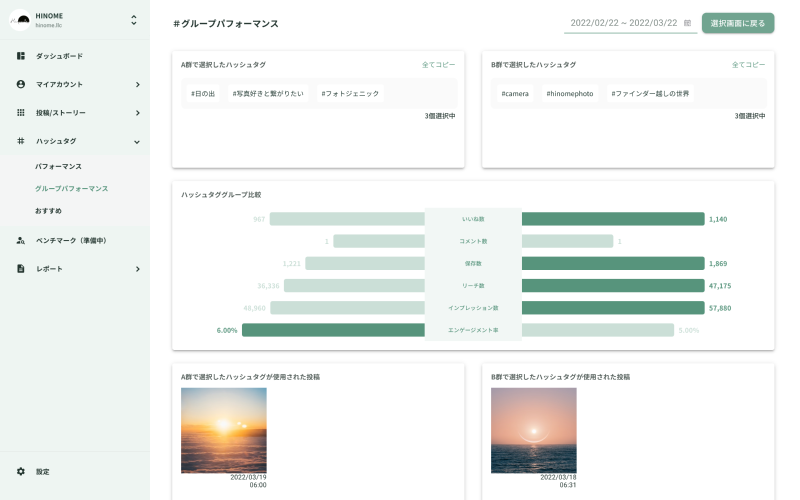 HINOME
hinome.llc
ダッシュボード
マイアカウント
投稿/ストーリー
ハッシュタグ
パフォーマンス
グループパフォーマンス
おすすめ
ベンチマーク（準備中）
レポート
設定
#グループパフォーマンス
2022/02/22 ~ 2022/03/22
選択画面に戻る
A群で選択したハッシュタグ
全てコピー
#日の出 #写真好きと繋がりたい #フォトジェニック
3個選択中
B群で選択したハッシュタグ
全てコピー
#camera #hinomephoto #ファインダー越しの世界
3個選択中
ハッシュタググループ比較
967 いいね数 1,140
1 コメント数 1
1,221 保存数 1,869
36,336 リーチ数 47,175
48,060 インプレッション数 57,880
6.00% エンゲージメント率 5.00%
A群で選択したハッシュタグが使用された投稿
2022/03/19
06:00
B群で選択したハッシュタグが使用された投稿
2022/03/18
06:31